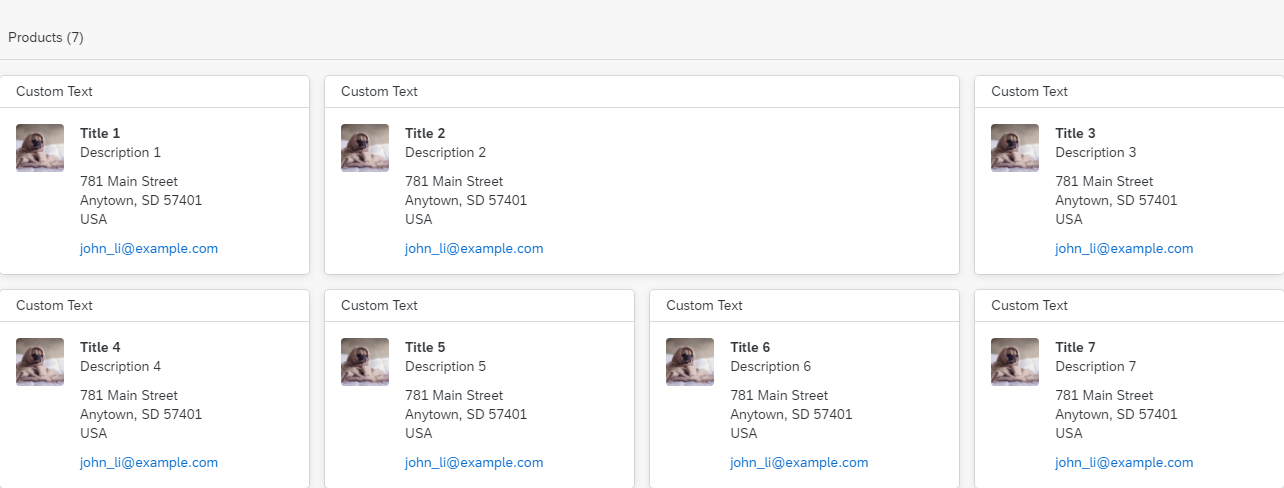 Products (7)
Custom Text
Title 1
Description 1
781 Main Street
Anytown, SD 57401
USA
john_li@example.com
Custom Text
Title 2
Description 2
781 Main Street
Anytown, SD 57401
USA
john_li@example.com
Custom Text
Title 3
Description 3
781 Main Street
Anytown, SD 57401
USA
john_li@example.com
Custom Text
Title 4
Description 4
781 Main Street
Anytown, SD 57401
USA
john_li@example.com
Custom Text
Title 5
Description 5
781 Main Street
Anytown, SD 57401
USA
john_li@example.com
Custom Text
Title 6
Description 6
781 Main Street
Anytown, SD 57401
USA
john_li@example.com
Custom Text
Title 7
Description 7
781 Main Street
Anytown, SD 57401
USA
john_li@example.com